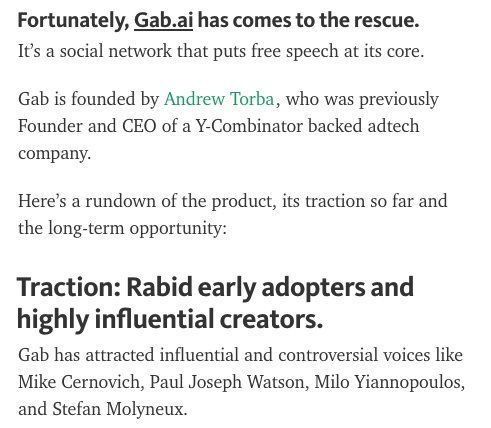 Fortunately, Gab.ai has comes to the rescue.
It’s a social network that puts free speech at its core.
Gab is founded by Andrew Torba, who was previously
Founder and CEO of a Y-Combinator backed adtech
company.
Here’s a rundown of the product, its traction so far and
the long-term opportunity:
Traction: Rabid early adopters and
highly influential creators.
Gab has attracted influential and controversial voices like
Mike Cernovich, Paul Joseph Watson, Milo Yiannopoulos,
and Stefan Molyneux.